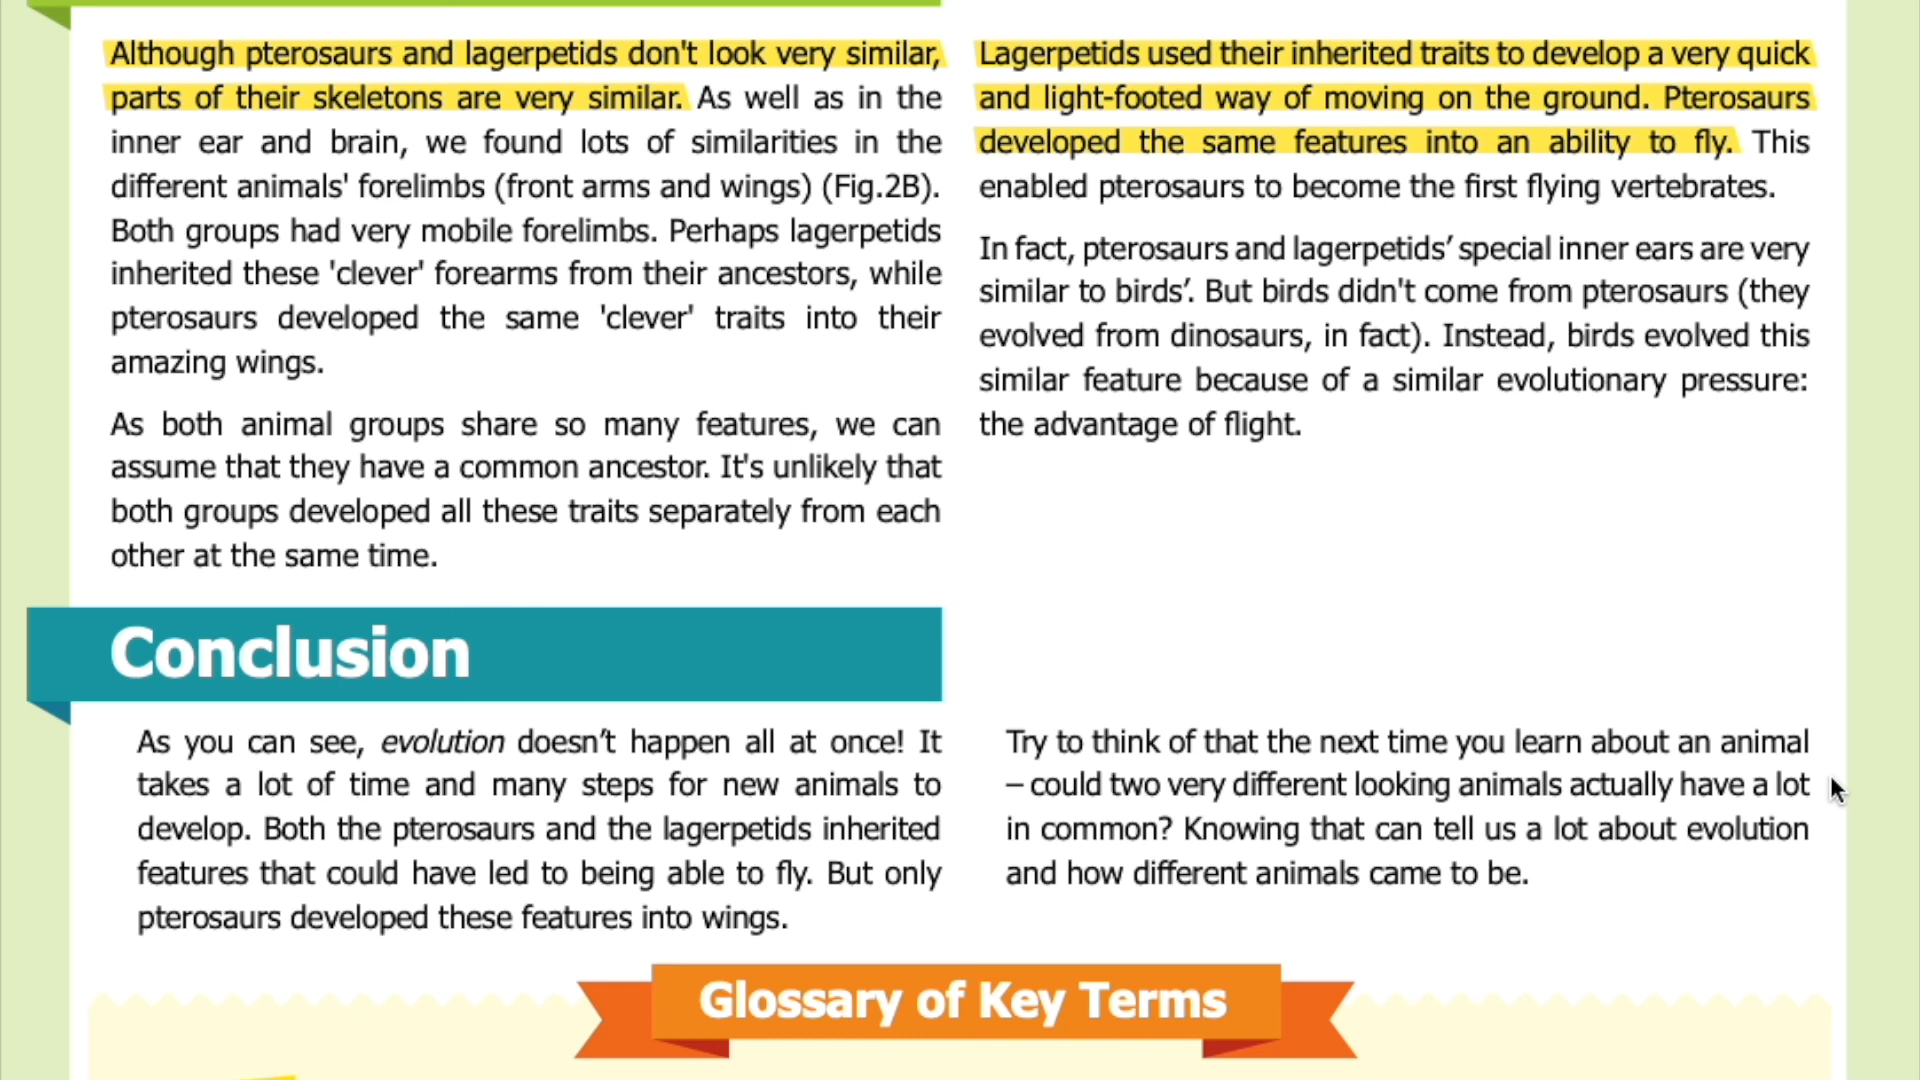 Although pterosaurs and lagerpetids don't look very similar,
parts of their skeletons are very similar. As well as in the
inner ear and brain, we found lots of similarities in the
different animals' forelimbs (front arms and wings) (Fig.2B).
Both groups had very mobile forelimbs. Perhaps lagerpetids
inherited these 'clever' forearms from their ancestors, while
pterosaurs developed the same 'clever' traits into their
amazing wings.
As both animal groups share so many features, we can
assume that they have a common ancestor. It's unlikely that
both groups developed all these traits separately from each
other at the same time.
Lagerpetids used their inherited traits to develop a very quick
and light-footed way of moving on the ground. Pterosaurs
developed the same features into an ability to fly. This
enabled pterosaurs to become the first flying vertebrates.
In fact, pterosaurs and lagerpetids’ special inner ears are very
similar to birds’. But birds didn't come from pterosaurs (they
evolved from dinosaurs, in fact). Instead, birds evolved this
similar feature because of a similar evolutionary pressure:
the advantage of flight.
Conclusion
As you can see, evolution doesn’t happen all at once! It
takes a lot of time and many steps for new animals to
develop. Both the pterosaurs and the lagerpetids inherited
features that could have led to being able to fly. But only
pterosaurs developed these features into wings.
Try to think of that the next time you learn about an animal
– could two very different looking animals actually have a lot
in common? Knowing that can tell us a lot about evolution
and how different animals came to be.
Glossary of Key Terms